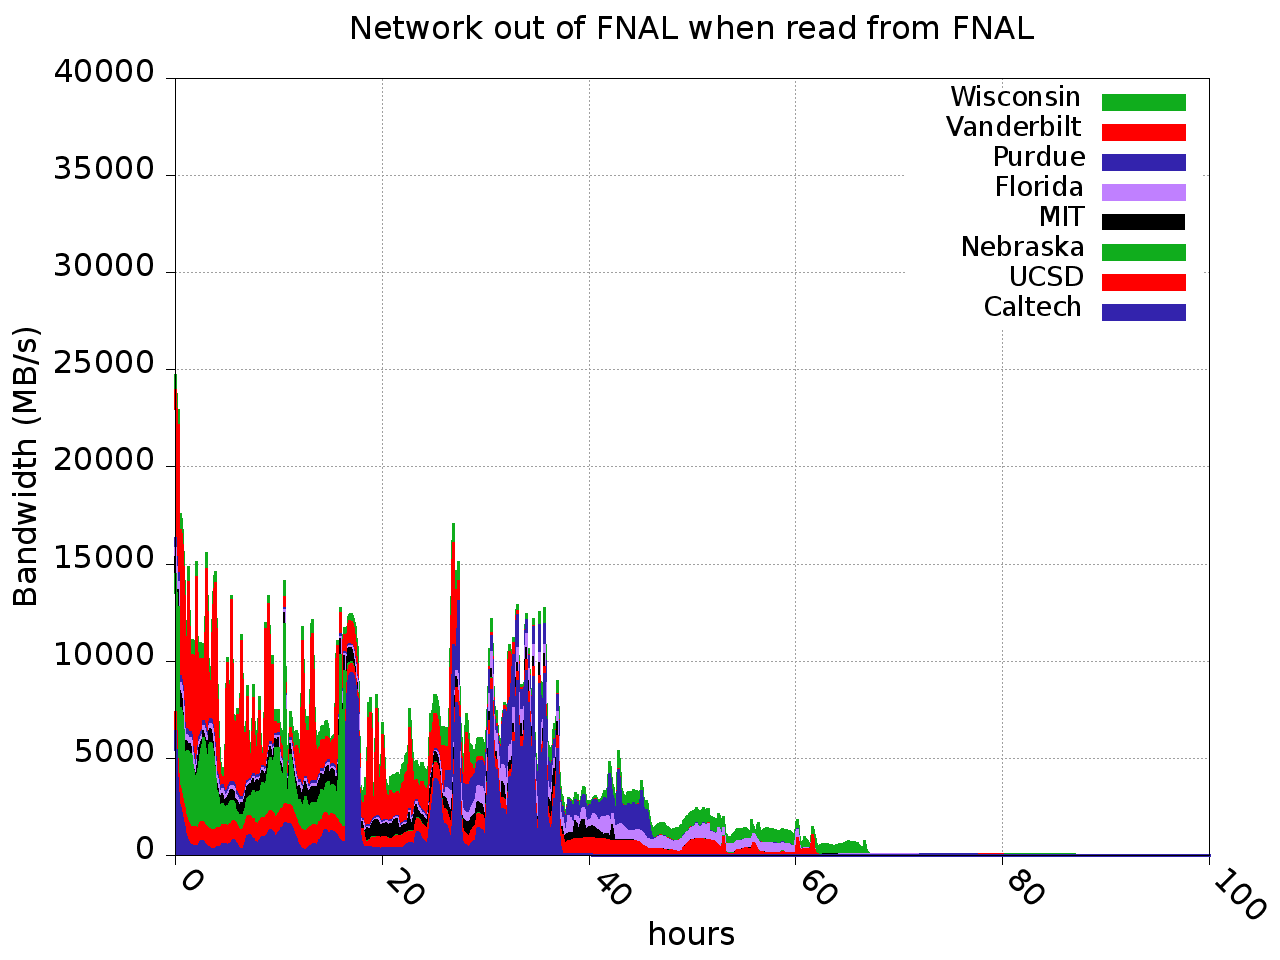 Network out of FNAL when read from FNAL
40000
35000
30000
25000
20000
15000
10000
5000
0
Bandwidth (MB/s)
Wisconsin
Vanderbilt
Purdue
Florida
MIT
Nebraska
UCSD
Caltech
0 20 40 60 80 100
hours